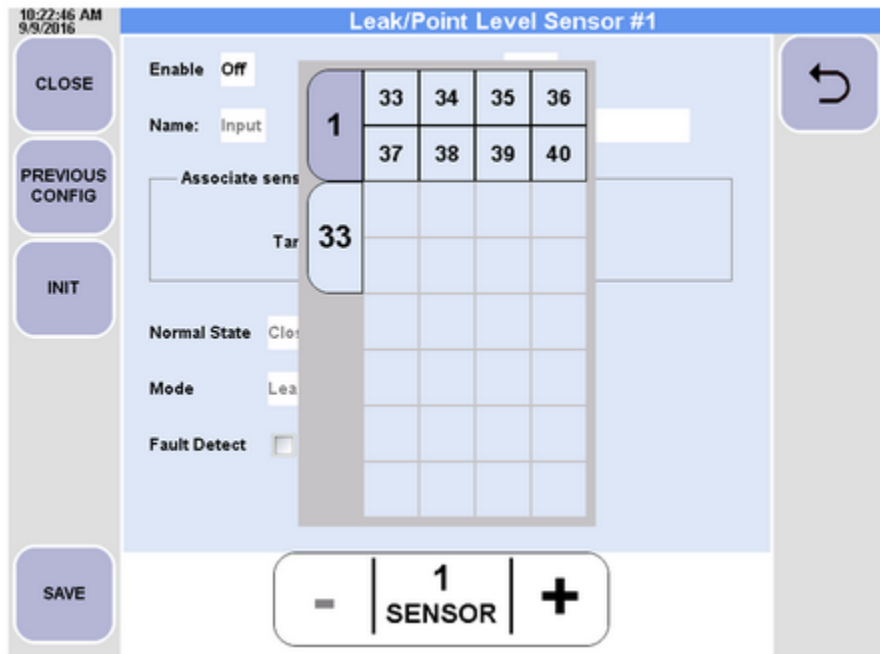 10:22:46 AM
9/9/2016
Leak/Point Level Sensor #1
CLOSE
PREVIOUS
CONFIG
INIT
SAVE
Enable Off
Name: Input
Associate sens
Tar
Normal State Clos
Mode Lea
Fault Detect
1
33 34 35 36
37 38 39 40
33
- 1 +
SENSOR